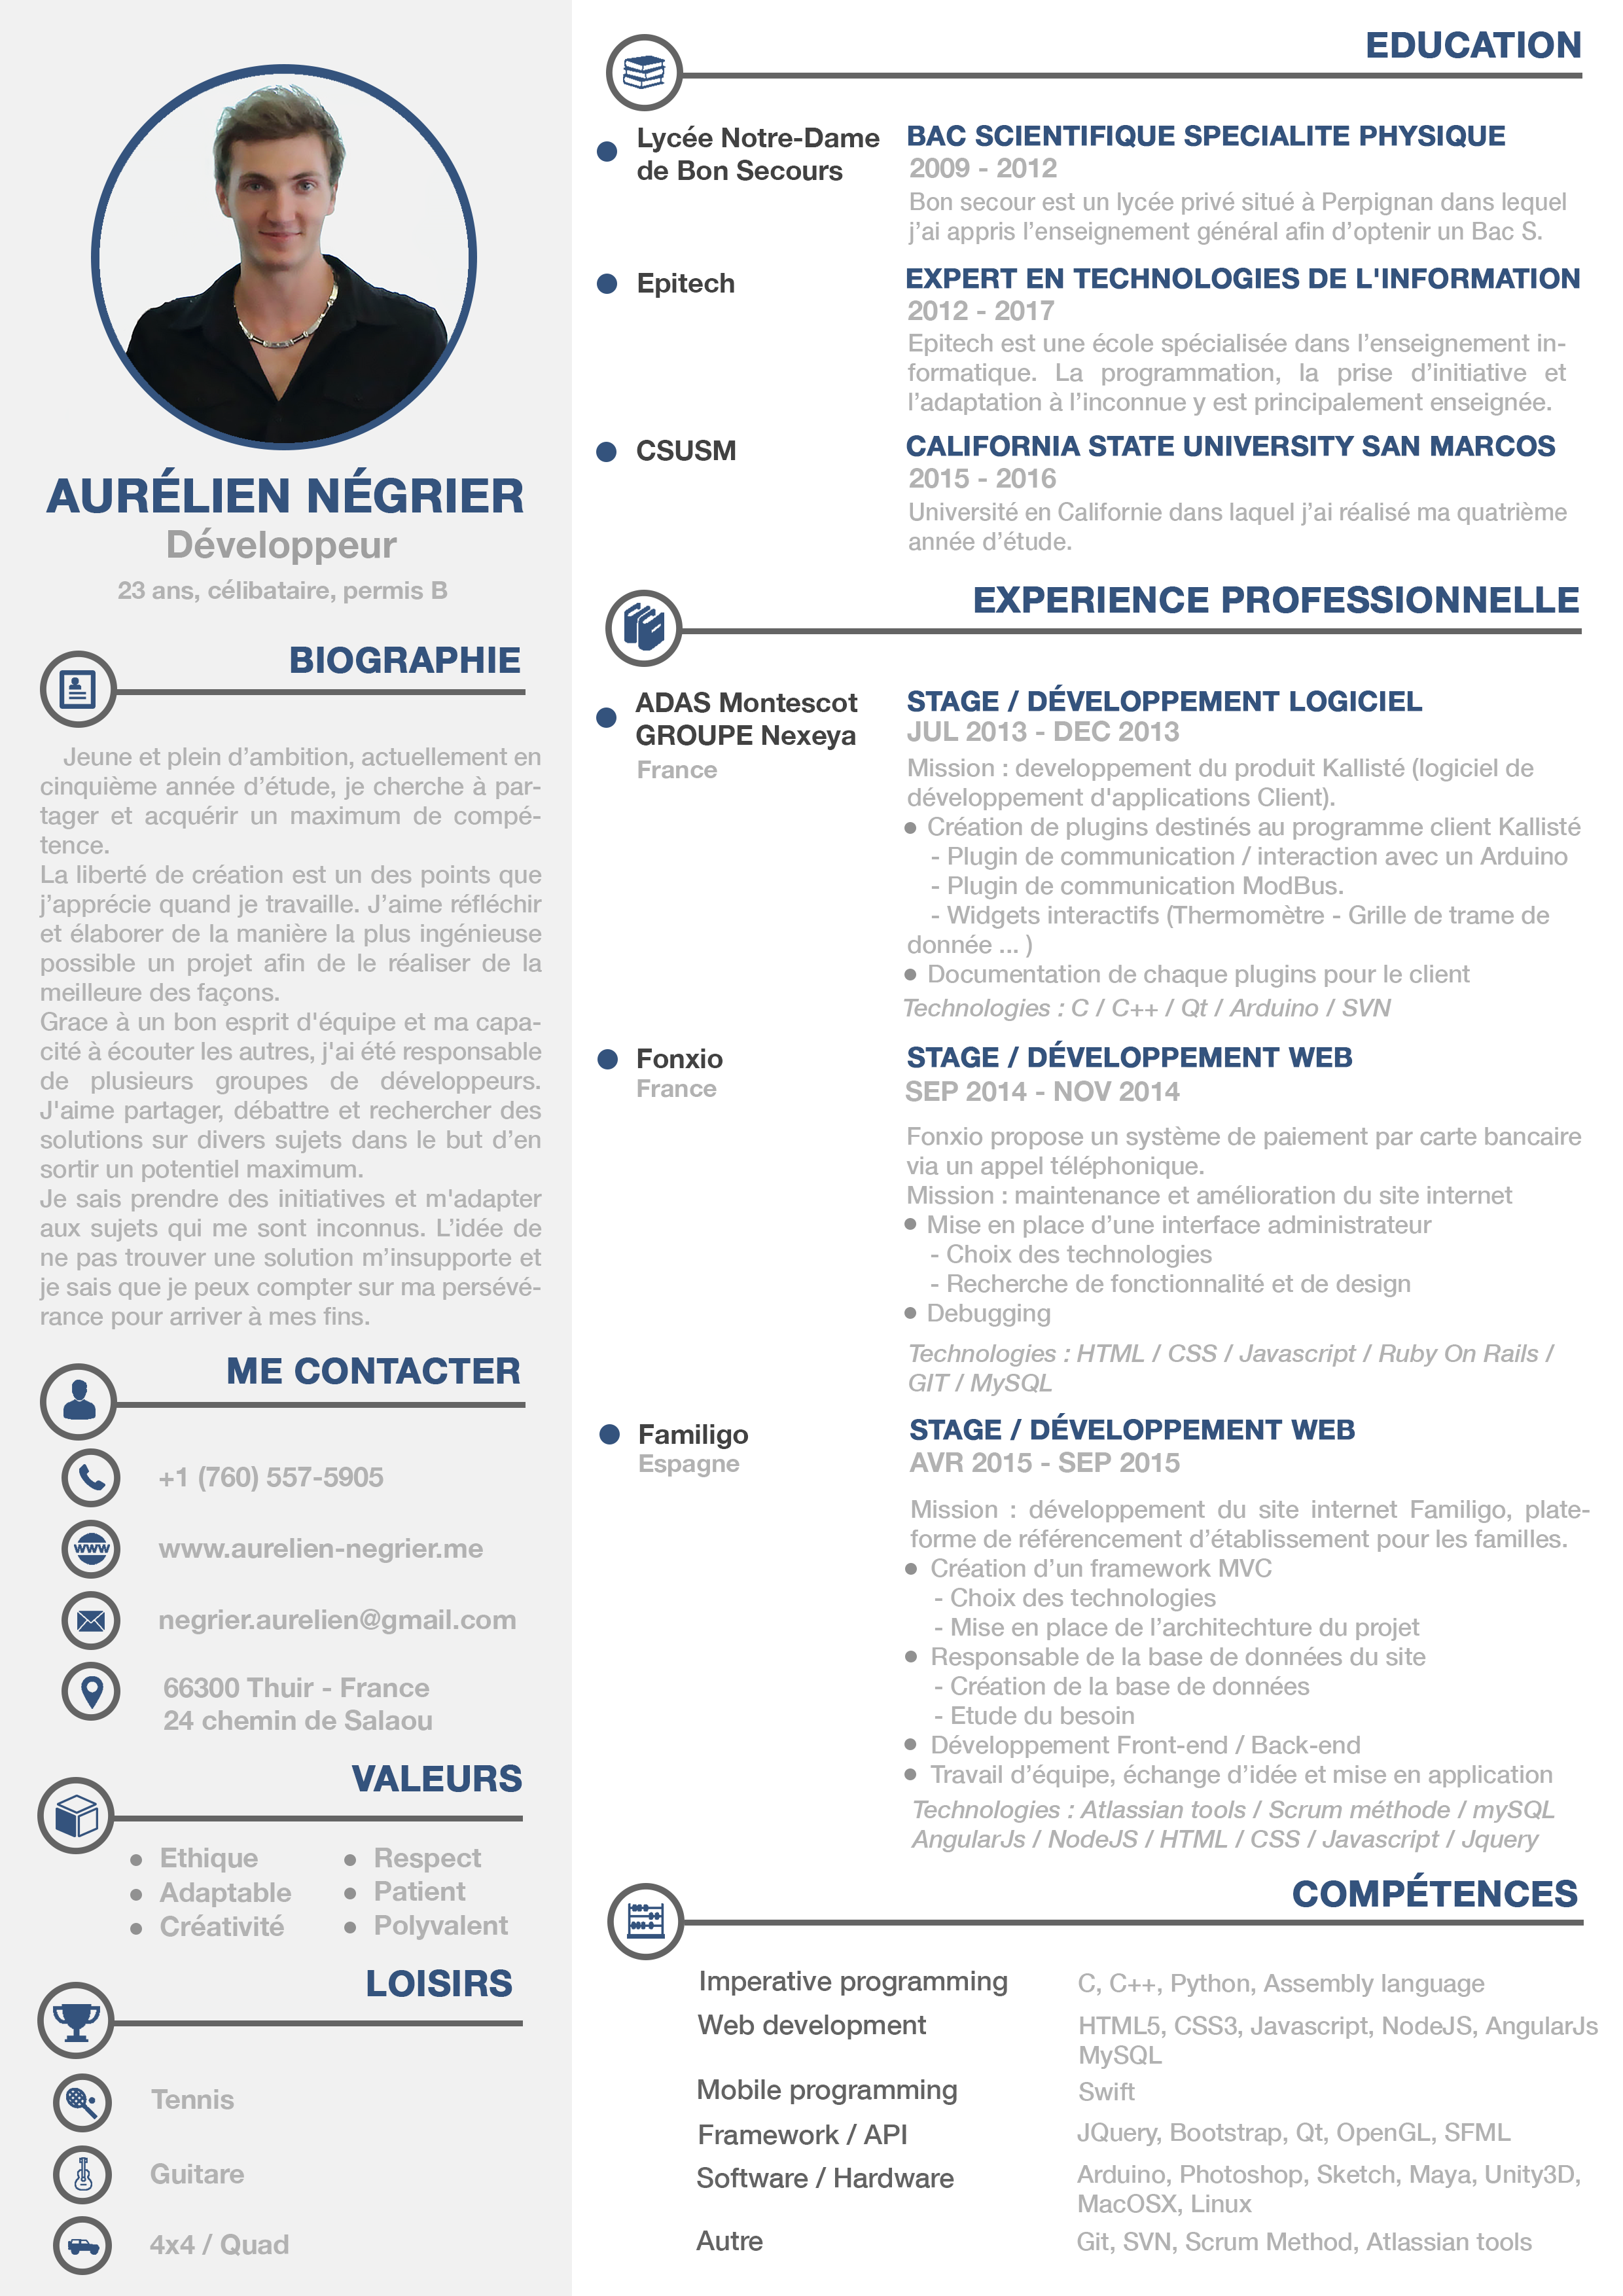 AURÉLIEN NÉGRIER
Développeur
23 ans, célibataire, permis B
BIOGRAPHIE
Jeune et plein d’ambition, actuellement en
cinquième année d’étude, je cherche à par-
tager et acquérir un maximum de compé-
tence.
La liberté de création est un des points que
j’apprécie quand je travaille. J’aime réfléchir
et élaborer de la manière la plus ingénieuse
possible un projet afin de le réaliser de la
meilleure des façons.
Grace à un bon esprit d'équipe et ma capa-
cité à écouter les autres, j'ai été responsable
de plusieurs groupes de développeurs.
J'aime partager, débattre et rechercher des
solutions sur divers sujets dans le but d’en
sortir un potentiel maximum.
Je sais prendre des initiatives et m'adapter
aux sujets qui me sont inconnus. L’idée de
ne pas trouver une solution m’insupporte et
je sais que je peux compter sur ma persévé-
rance pour arriver à mes fins.
ME CONTACTER
+1 (760) 557-5905
WWW
www.aurelien-negrier.me
negrier.aurelien@gmail.com
66300 Thuir - France
24 chemin de Salaou
VALEURS
• Ethique
• Adaptable
• Créativité
• Respect
• Patient
• Polyvalent
LOISIRS
Tennis
Guitare
4x4 / Quad
EDUCATION
• Lycée Notre-Dame
de Bon Secours
BAC SCIENTIFIQUE SPECIALITE PHYSIQUE
2009 - 2012
Bon secour est un lycée privé situé à Perpignan dans lequel
j’ai appris l’enseignement général afin d’optenir un Bac S.
• Epitech
EXPERT EN TECHNOLOGIES DE L'INFORMATION
2012 - 2017
Epitech est une école spécialisée dans l’enseignement in-
formatique. La programmation, la prise d’initiative et
l’adaptation à l’inconnue y est principalement enseignée.
• CSUSM
CALIFORNIA STATE UNIVERSITY SAN MARCOS
2015 - 2016
Université en Californie dans laquel j’ai réalisé ma quatrième
année d’étude.
EXPERIENCE PROFESSIONNELLE
• ADAS Montescot
GROUPE Nexeya
France
STAGE / DÉVELOPPEMENT LOGICIEL
JUL 2013 - DEC 2013
Mission : developpement du produit Kallisté (logiciel de
développement d'applications Client).
• Création de plugins destinés au programme client Kallisté
- Plugin de communication / interaction avec un Arduino
- Plugin de communication ModBus.
- Widgets interactifs (Thermomètre - Grille de trame de
donnée ... )
• Documentation de chaque plugins pour le client
Technologies : C / C++ / Qt / Arduino / SVN
• Fonxio
France
STAGE / DÉVELOPPEMENT WEB
SEP 2014 - NOV 2014
Fonxio propose un système de paiement par carte bancaire
via un appel téléphonique.
Mission : maintenance et amélioration du site internet
• Mise en place d’une interface administrateur
- Choix des technologies
- Recherche de fonctionnalité et de design
• Debugging
Technologies : HTML / CSS / Javascript / Ruby On Rails /
GIT / MySQL
• Familigo
Espagne
STAGE / DÉVELOPPEMENT WEB
AVR 2015 - SEP 2015
Mission : développement du site internet Familigo, plate-
forme de référencement d’établissement pour les familles.
• Création d’un framework MVC
- Choix des technologies
- Mise en place de l’architechture du projet
• Responsable de la base de données du site
- Création de la base de données
- Etude du besoin
• Développement Front-end / Back-end
• Travail d’équipe, échange d’idée et mise en application
Technologies : Atlassian tools / Scrum méthode / mySQL
AngularJs / NodeJS / HTML / CSS / Javascript / Jquery
COMPÉTENCES
Imperative programming
C, C++, Python, Assembly language
Web development
HTML5, CSS3, Javascript, NodeJS, AngularJs
MySQL
Mobile programming
Swift
Framework / API
JQuery, Bootstrap, Qt, OpenGL, SFML
Software / Hardware
Arduino, Photoshop, Sketch, Maya, Unity3D,
MacOSX, Linux
Autre
Git, SVN, Scrum Method, Atlassian tools